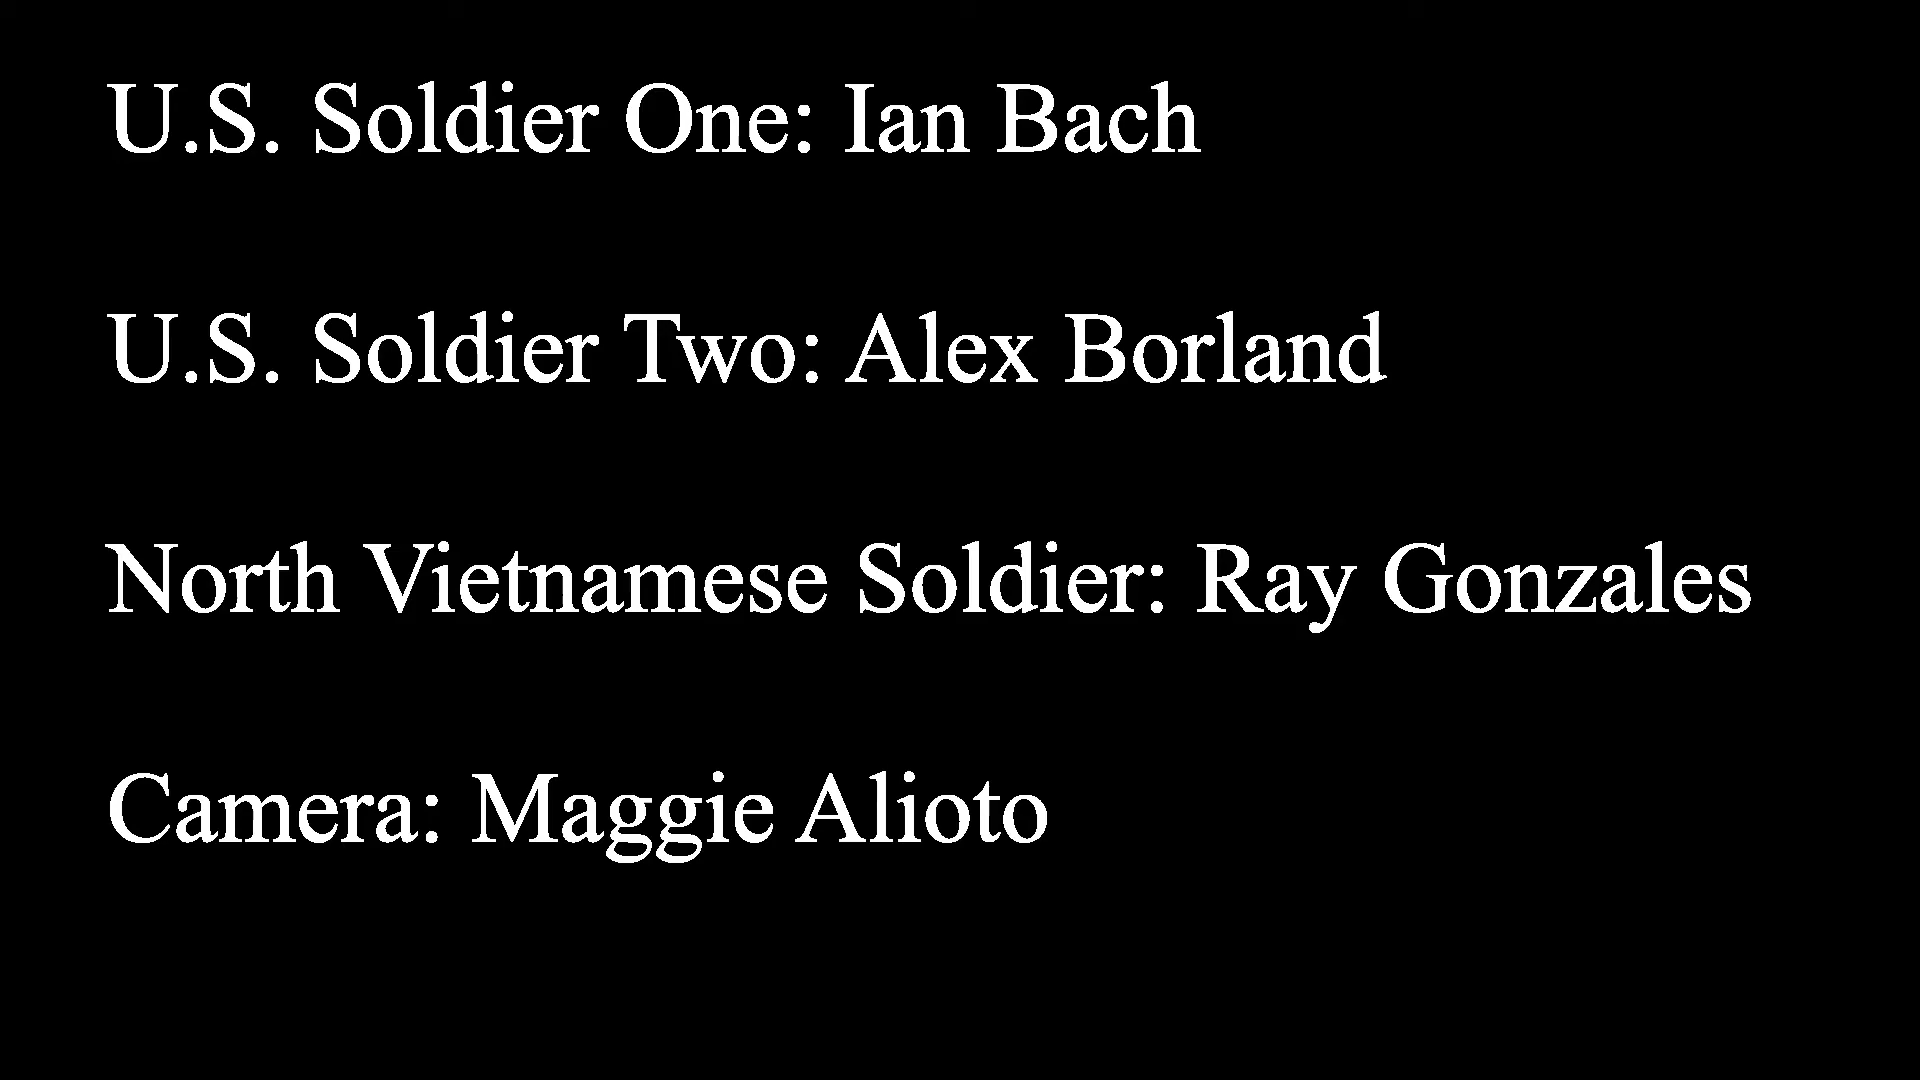 U.S. Soldier One: Ian Bach
U.S. Soldier Two: Alex Borland
North Vietnamese Soldier: Ray Gonzales
Camera: Maggie Alioto